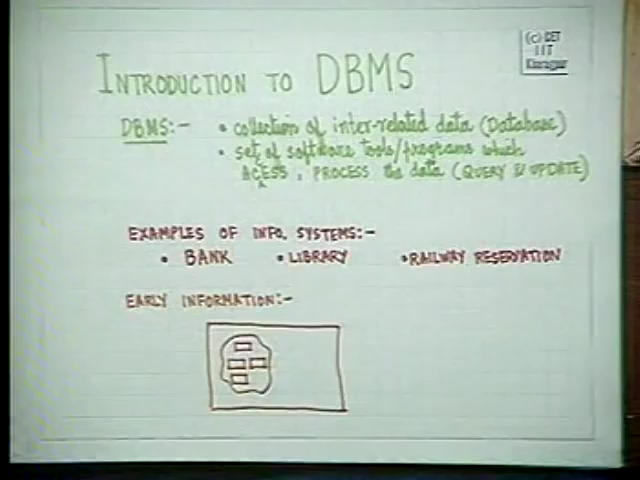 (c) CET
IIT
Kharagpur
INTRODUCTION TO DBMS
DBMS:- • collection of inter-related data (Database)
• set of software tools/programs which
ACESS, PROCESS the data (QUERY & UPDATE)
EXAMPLES OF INFO. SYSTEMS:-
• BANK • LIBRARY • RAILWAY RESERVATION
EARLY INFORMATION:-